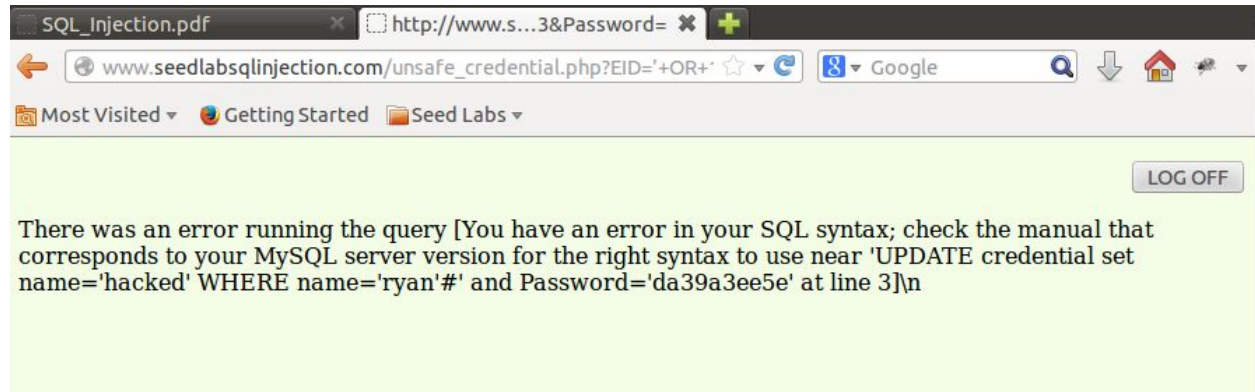 SQL_Injection.pdf
http://www.s...3&Password=
www.seedlabsqlinjection.com/unsafe_credential.php?EID='+OR+
Google
Most Visited
Getting Started
Seed Labs
LOG OFF
There was an error running the query [You have an error in your SQL syntax; check the manual that
corresponds to your MySQL server version for the right syntax to use near 'UPDATE credential set
name='hacked' WHERE name='ryan'#' and Password='da39a3ee5e' at line 3]\n